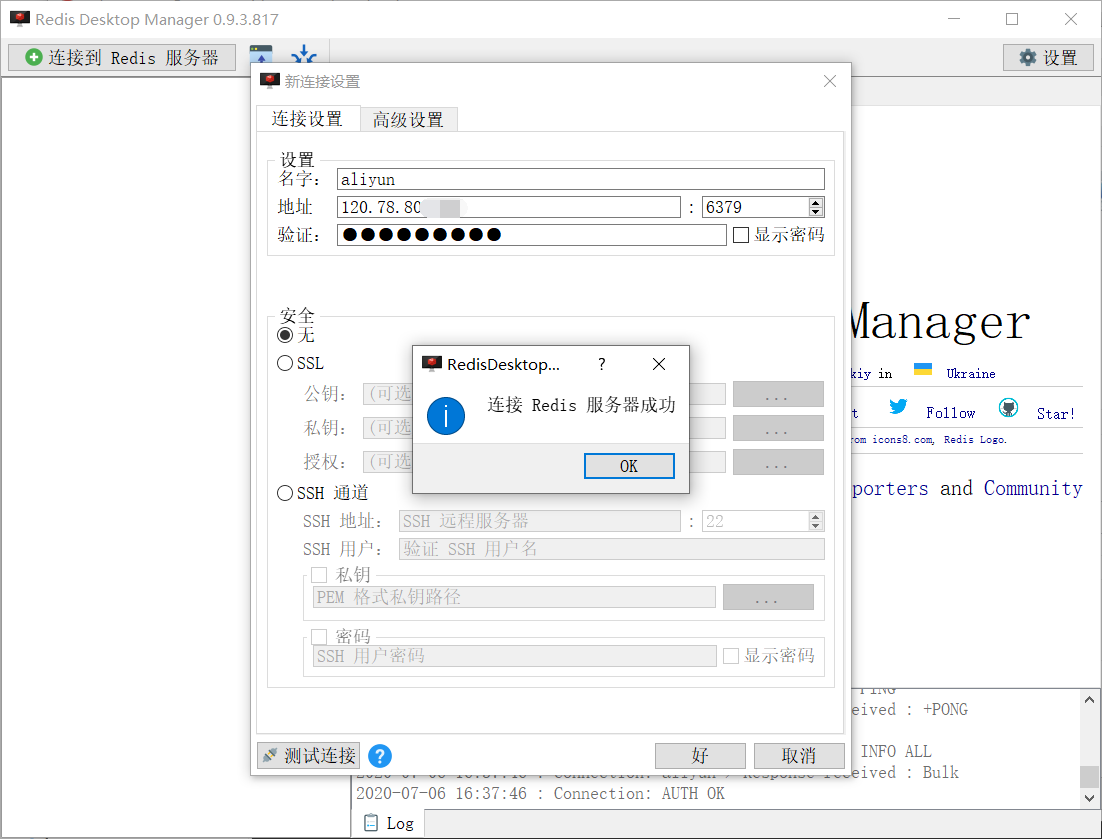 Redis Desktop Manager 0.9.3.817
连接到 Redis 服务器
设置
新连接设置
连接设置
高级设置
设置
名字: aliyun
地址 120.78.80 : 6379
验证: ●●●●●●●●● 显示密码
安全
无
SSL
公钥: (可选 ...
私钥: (可选 ...
授权: (可选 ...
SSH 通道
SSH 地址: SSH 远程服务器 : 22
SSH 用户: 验证 SSH 用户名
私钥
PEM 格式私钥路径 ...
密码
SSH 用户密码 显示密码
测试连接 ? 好 取消
RedisDesktop... ?
连接 Redis 服务器成功
OK
Manager
kiy in Ukraine
t Follow Star!
rom icons8.com, Redis Logo.
porters and Community
PING
eived : +PONG
INFO ALL
2020-07-06 16:37:46 : Connection: aliyun > Response received : Bulk
2020-07-06 16:37:46 : Connection: AUTH OK
Log